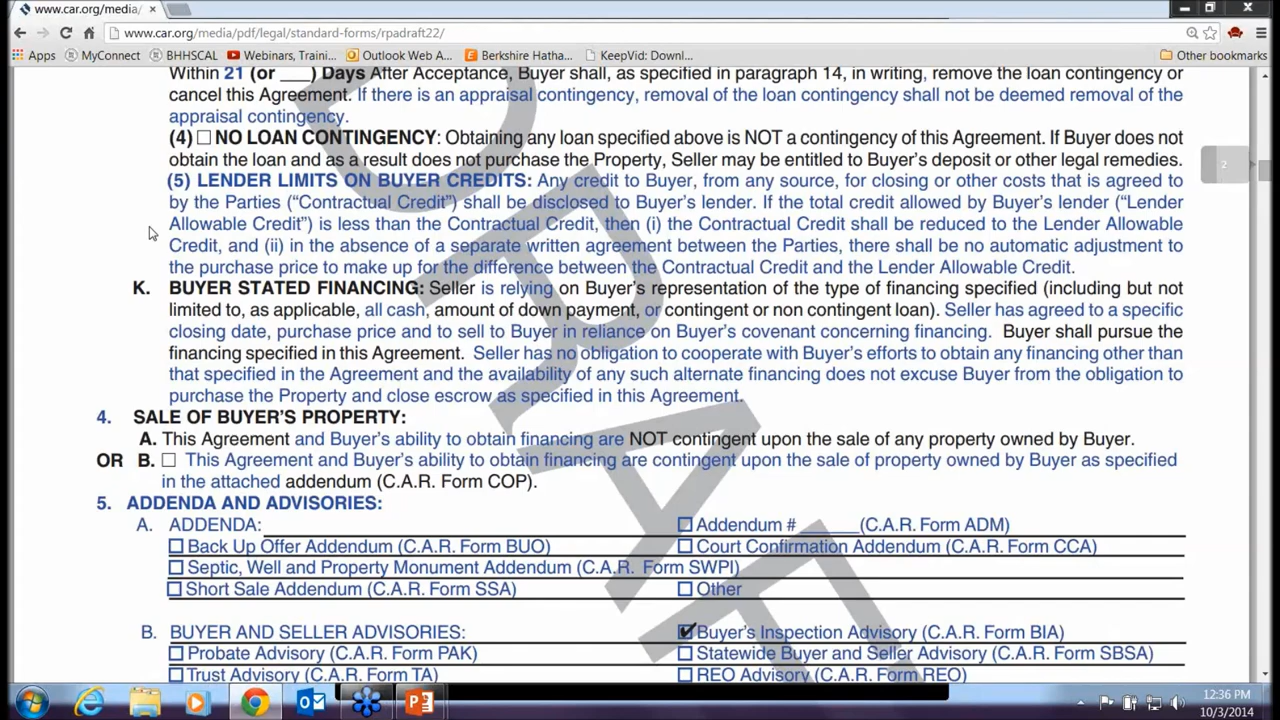 www.car.org/media/ ×
www.car.org/media/pdf/legal/standard-forms/rpadraft22/
Apps MyConnect BHHSCAL Webinars, Traini... Outlook Web A... Berkshire Hatha... KeepVid: Downl... Other bookmarks
Within 21 (or ___) Days After Acceptance, Buyer shall, as specified in paragraph 14, in writing, remove the loan contingency or
cancel this Agreement. If there is an appraisal contingency, removal of the loan contingency shall not be deemed removal of the
appraisal contingency.
(4) ☐ NO LOAN CONTINGENCY: Obtaining any loan specified above is NOT a contingency of this Agreement. If Buyer does not
obtain the loan and as a result does not purchase the Property, Seller may be entitled to Buyer's deposit or other legal remedies.
(5) LENDER LIMITS ON BUYER CREDITS: Any credit to Buyer, from any source, for closing or other costs that is agreed to
by the Parties ("Contractual Credit") shall be disclosed to Buyer's lender. If the total credit allowed by Buyer's lender ("Lender
Allowable Credit") is less than the Contractual Credit, then (i) the Contractual Credit shall be reduced to the Lender Allowable
Credit, and (ii) in the absence of a separate written agreement between the Parties, there shall be no automatic adjustment to
the purchase price to make up for the difference between the Contractual Credit and the Lender Allowable Credit.
K. BUYER STATED FINANCING: Seller is relying on Buyer's representation of the type of financing specified (including but not
limited to, as applicable, all cash, amount of down payment, or contingent or non contingent loan). Seller has agreed to a specific
closing date, purchase price and to sell to Buyer in reliance on Buyer's covenant concerning financing. Buyer shall pursue the
financing specified in this Agreement. Seller has no obligation to cooperate with Buyer's efforts to obtain any financing other than
that specified in the Agreement and the availability of any such alternate financing does not excuse Buyer from the obligation to
purchase the Property and close escrow as specified in this Agreement.
4. SALE OF BUYER'S PROPERTY:
A. This Agreement and Buyer's ability to obtain financing are NOT contingent upon the sale of any property owned by Buyer.
OR B. ☐ This Agreement and Buyer's ability to obtain financing are contingent upon the sale of property owned by Buyer as specified
in the attached addendum (C.A.R. Form COP).
5. ADDENDA AND ADVISORIES:
A. ADDENDA: ☐ Addendum # ______ (C.A.R. Form ADM)
☐ Back Up Offer Addendum (C.A.R. Form BUO) ☐ Court Confirmation Addendum (C.A.R. Form CCA)
☐ Septic, Well and Property Monument Addendum (C.A.R. Form SWPI)
☐ Short Sale Addendum (C.A.R. Form SSA) ☐ Other
B. BUYER AND SELLER ADVISORIES: ☑ Buyer's Inspection Advisory (C.A.R. Form BIA)
☐ Probate Advisory (C.A.R. Form PAK) ☐ Statewide Buyer and Seller Advisory (C.A.R. Form SBSA)
☐ Trust Advisory (C.A.R. Form TA) ☐ REO Advisory (C.A.R. Form REO)
DRAFT
2
12:36 PM
10/3/2014